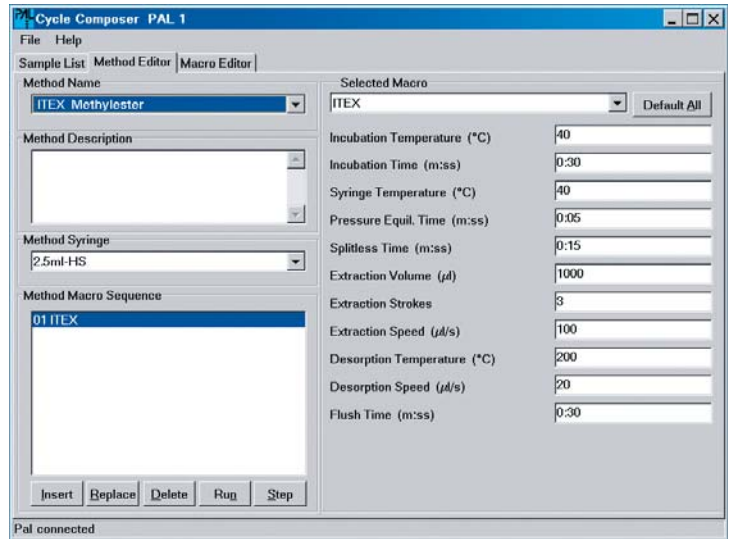 PAL Cycle Composer PAL 1
File Help
Sample List Method Editor Macro Editor
Method Name
ITEX Methylester
Method Description
Method Syringe
2.5ml-HS
Method Macro Sequence
01 ITEX
Insert Replace Delete Run Step
Selected Macro
ITEX Default All
Incubation Temperature (°C) 40
Incubation Time (m:ss) 0:30
Syringe Temperature (°C) 40
Pressure Equil. Time (m:ss) 0:05
Splitless Time (m:ss) 0:15
Extraction Volume (µl) 1000
Extraction Strokes 3
Extraction Speed (µl/s) 100
Desorption Temperature (°C) 200
Desorption Speed (µl/s) 20
Flush Time (m:ss) 0:30
Pal connected